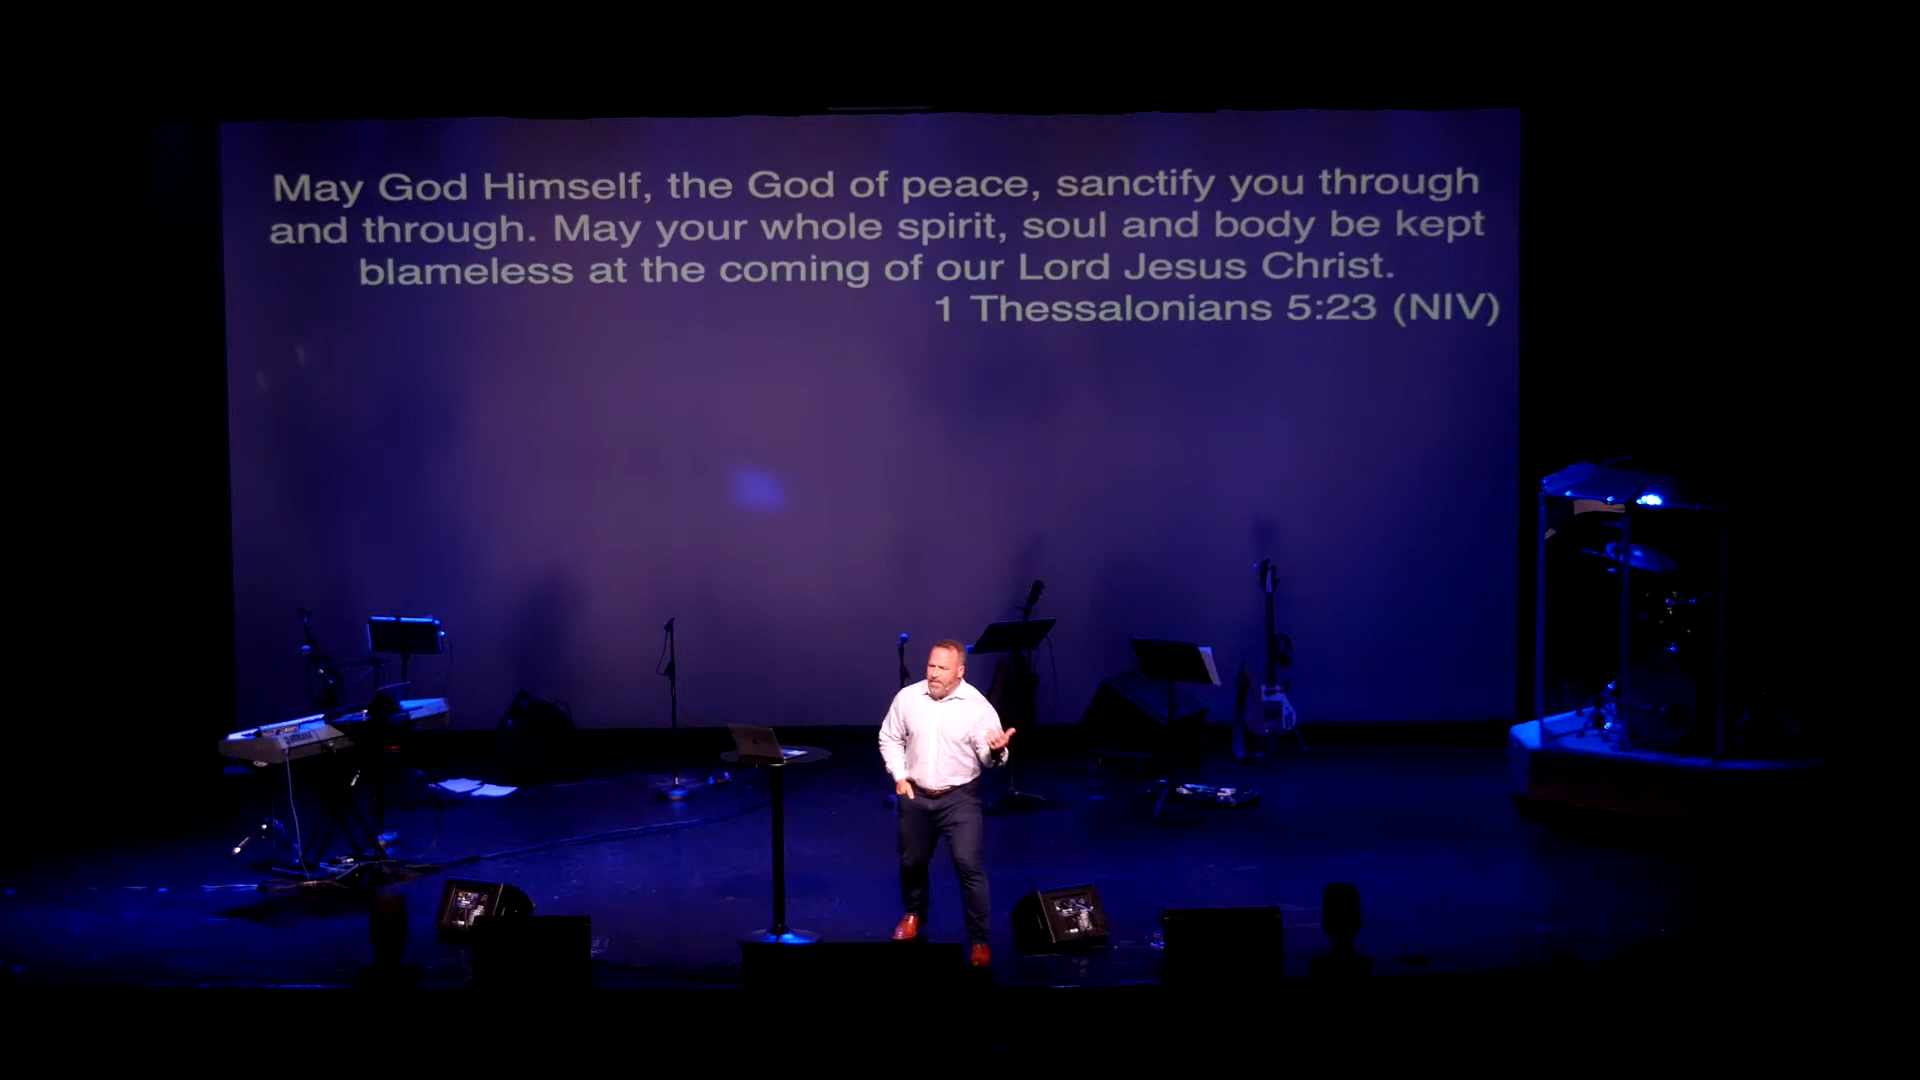 May God Himself, the God of peace, sanctify you through
and through. May your whole spirit, soul and body be kept
blameless at the coming of our Lord Jesus Christ.
1 Thessalonians 5:23 (NIV)